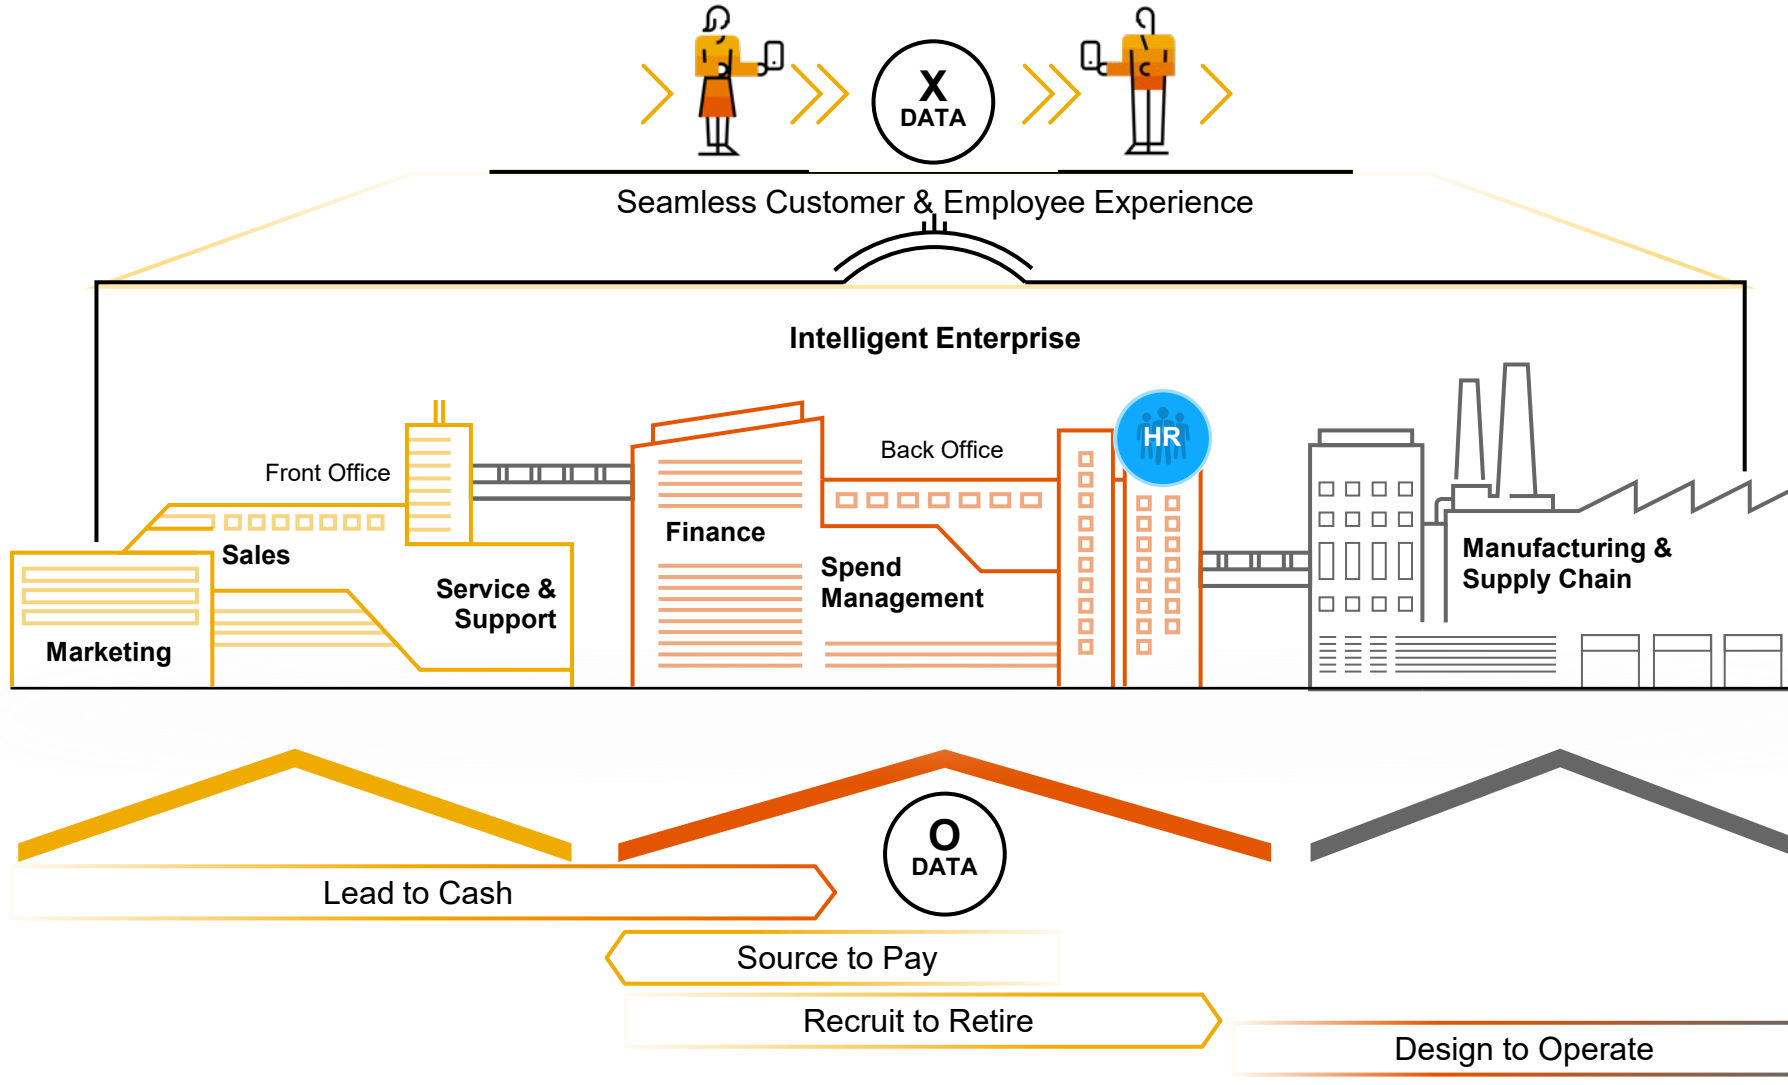 X
DATA
Seamless Customer & Employee Experience
Intelligent Enterprise
HR
Back Office
Front Office
Finance
Sales
Manufacturing &
Supply Chain
Spend
Management
Service &
Support
Marketing
O
DATA
Lead to Cash
Source to Pay
Recruit to Retire
Design to Operate